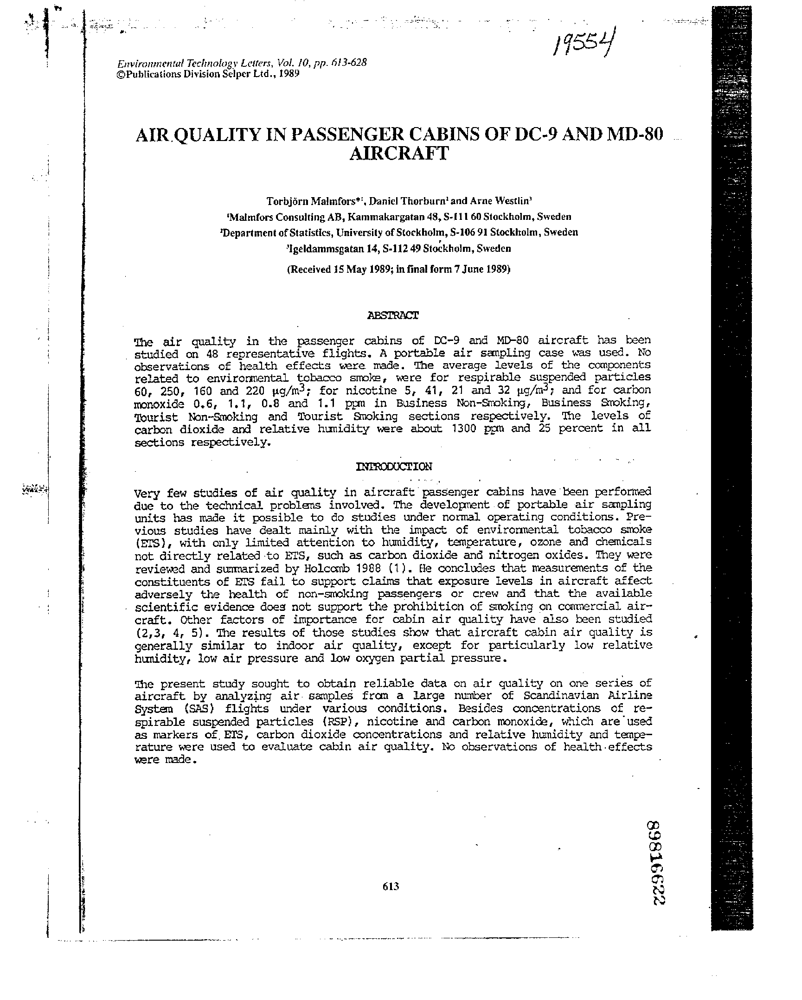 19554
Environmental Technology Letters, Vol. 10, pp. 613-628
©Publications Division Selper Ltd., 1989
AIR QUALITY IN PASSENGER CABINS OF DC-9 AND MD-80
AIRCRAFT
Torbjörn Malmfors*¹, Daniel Thorburn² and Arne Westlin³
¹Malmfors Consulting AB, Kammakargatan 48, S-111 60 Stockholm, Sweden
²Department of Statistics, University of Stockholm, S-106 91 Stockholm, Sweden
³Igeldammsgatan 14, S-112 49 Stockholm, Sweden
(Received 15 May 1989; in final form 7 June 1989)
ABSTRACT
The air quality in the passenger cabins of DC-9 and MD-80 aircraft has been
studied on 48 representative flights. A portable air sampling case was used. No
observations of health effects were made. The average levels of the components
related to environmental tobacco smoke, were for respirable suspended particles
60, 250, 160 and 220 µg/m³; for nicotine 5, 41, 21 and 32 µg/m³; and for carbon
monoxide 0.6, 1.1, 0.8 and 1.1 ppm in Business Non-Smoking, Business Smoking,
Tourist Non-Smoking and Tourist Smoking sections respectively. The levels of
carbon dioxide and relative humidity were about 1300 ppm and 25 percent in all
sections respectively.
INTRODUCTION
Very few studies of air quality in aircraft passenger cabins have been performed
due to the technical problems involved. The development of portable air sampling
units has made it possible to do studies under normal operating conditions. Pre-
vious studies have dealt mainly with the impact of environmental tobacco smoke
(ETS), with only limited attention to humidity, temperature, ozone and chemicals
not directly related to ETS, such as carbon dioxide and nitrogen oxides. They were
reviewed and summarized by Holcomb 1988 (1). He concludes that measurements of the
constituents of ETS fail to support claims that exposure levels in aircraft affect
adversely the health of non-smoking passengers or crew and that the available
scientific evidence does not support the prohibition of smoking on commercial air-
craft. Other factors of importance for cabin air quality have also been studied
(2,3, 4, 5). The results of those studies show that aircraft cabin air quality is
generally similar to indoor air quality, except for particularly low relative
humidity, low air pressure and low oxygen partial pressure.
The present study sought to obtain reliable data on air quality on one series of
aircraft by analyzing air samples from a large number of Scandinavian Airline
System (SAS) flights under various conditions. Besides concentrations of re-
spirable suspended particles (RSP), nicotine and carbon monoxide, which are used
as markers of ETS, carbon dioxide concentrations and relative humidity and tempe-
rature were used to evaluate cabin air quality. No observations of health effects
were made.
613
89816622